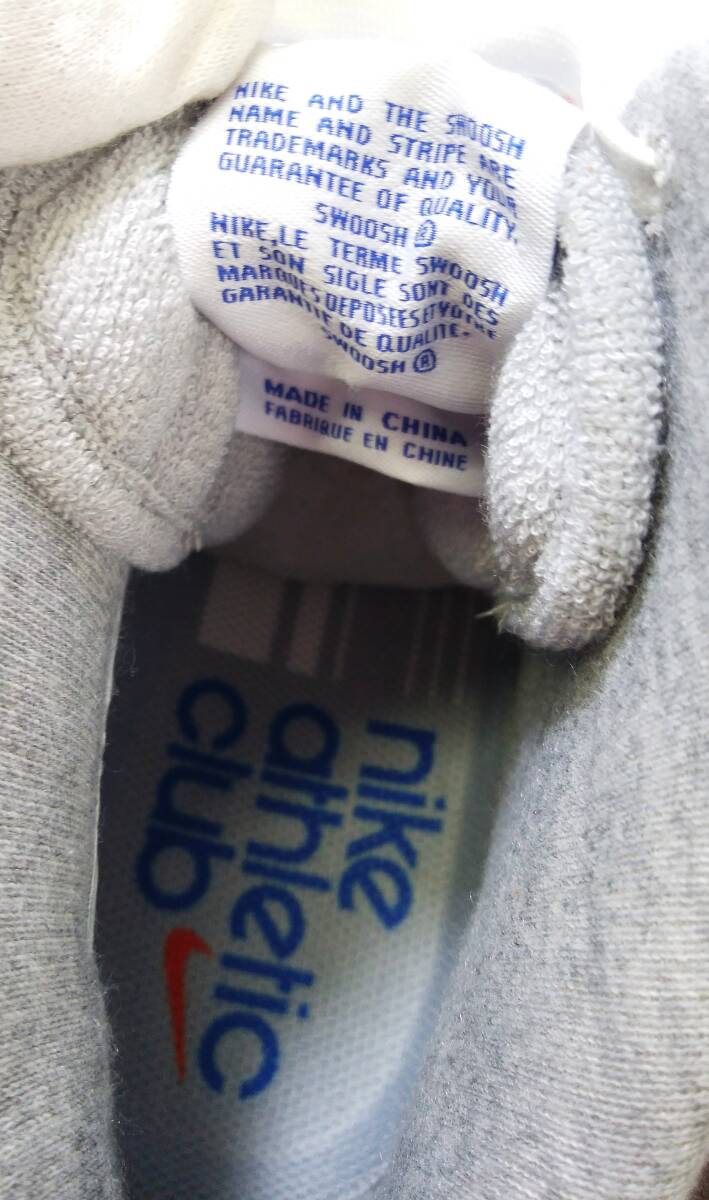 NIKE AND THE SWOOSH
NAME AND STRIPE ARE
TRADEMARKS AND YOUR
GUARANTEE OF QUALITY.
SWOOSH ®
NIKE,LE TERME SWOOSH
ET SON SIGLE SONT DES
MARQUES DEPOSEES ET VOTRE
GARANTIE DE QUALITE.
SWOOSH ®
MADE IN CHINA
FABRIQUE EN CHINE
nike
athletic
club